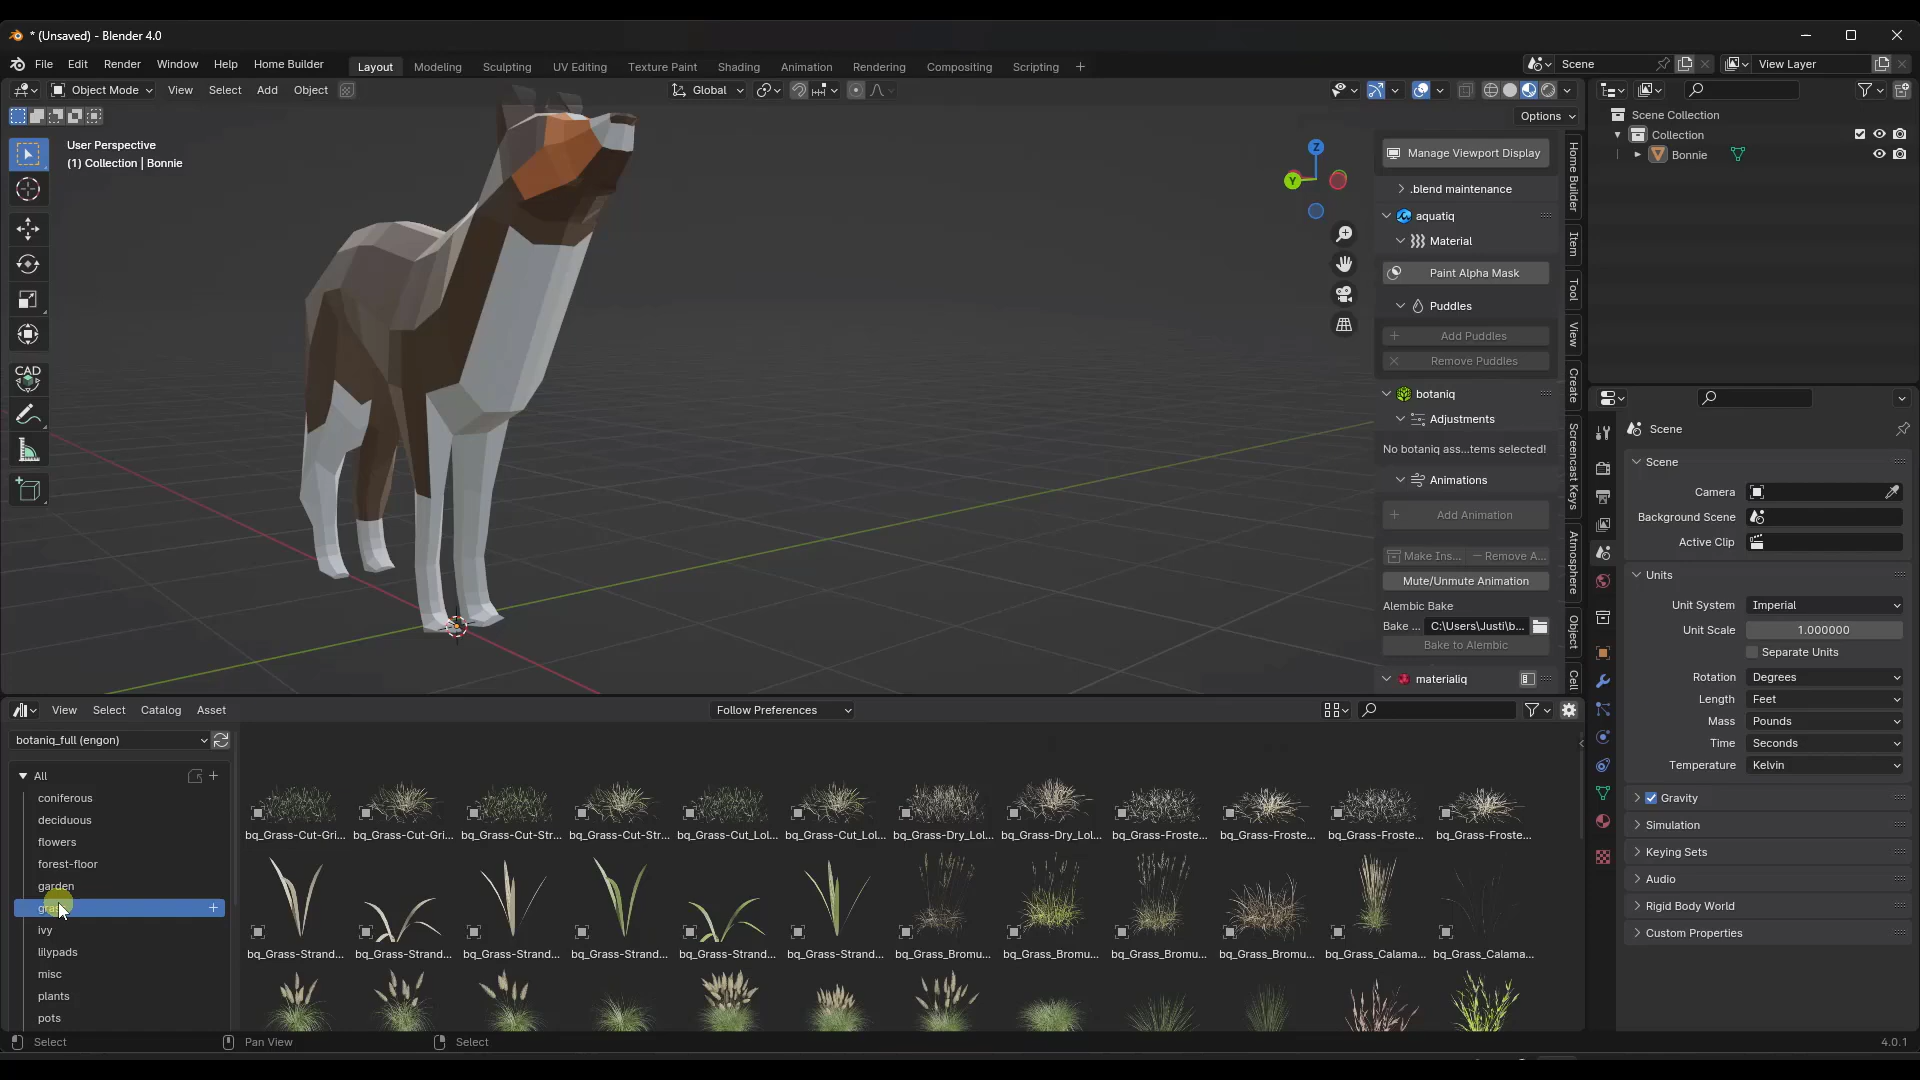 * (Unsaved) - Blender 4.0
File Edit Render Window Help Home Builder Layout Modeling Sculpting UV Editing Texture Paint Shading Animation Rendering Compositing Scripting + Scene View Layer
Object Mode View Select Add Object Global
Options
User Perspective
(1) Collection | Bonnie
CAD
Z
Y
Manage Viewport Display
.blend maintenance
aquatiq
Material
Paint Alpha Mask
Puddles
Add Puddles
Remove Puddles
botaniq
Adjustments
No botaniq ass...tems selected!
Animations
Add Animation
Make Ins... Remove A...
Mute/Unmute Animation
Alembic Bake
Bake ... C:\Users\Justi\b...
Bake to Alembic
materialiq
Home Builder
Item
Tool
View
Create
Screencast Keys
Atmosphere
Object
Cell
Scene Collection
Collection
Bonnie
Scene
Scene
Camera
Background Scene
Active Clip
Units
Unit System Imperial
Unit Scale 1.000000
Separate Units
Rotation Degrees
Length Feet
Mass Pounds
Time Seconds
Temperature Kelvin
Gravity
Simulation
Keying Sets
Audio
Rigid Body World
Custom Properties
View Select Catalog Asset Follow Preferences
botaniq_full (engon)
All
coniferous
deciduous
flowers
forest-floor
garden
ivy
lilypads
misc
plants
pots
bq_Grass-Cut-Gri... bq_Grass-Cut-Gri... bq_Grass-Cut-Str... bq_Grass-Cut-Str... bq_Grass-Cut_Lol... bq_Grass-Cut_Lol... bq_Grass-Dry_Lol... bq_Grass-Dry_Lol... bq_Grass-Froste... bq_Grass-Froste... bq_Grass-Froste... bq_Grass-Froste...
bq_Grass-Strand... bq_Grass-Strand... bq_Grass-Strand... bq_Grass-Strand... bq_Grass-Strand... bq_Grass-Strand... bq_Grass_Bromu... bq_Grass_Bromu... bq_Grass_Bromu... bq_Grass_Bromu... bq_Grass_Calama... bq_Grass_Calama...
Select Pan View Select 4.0.1